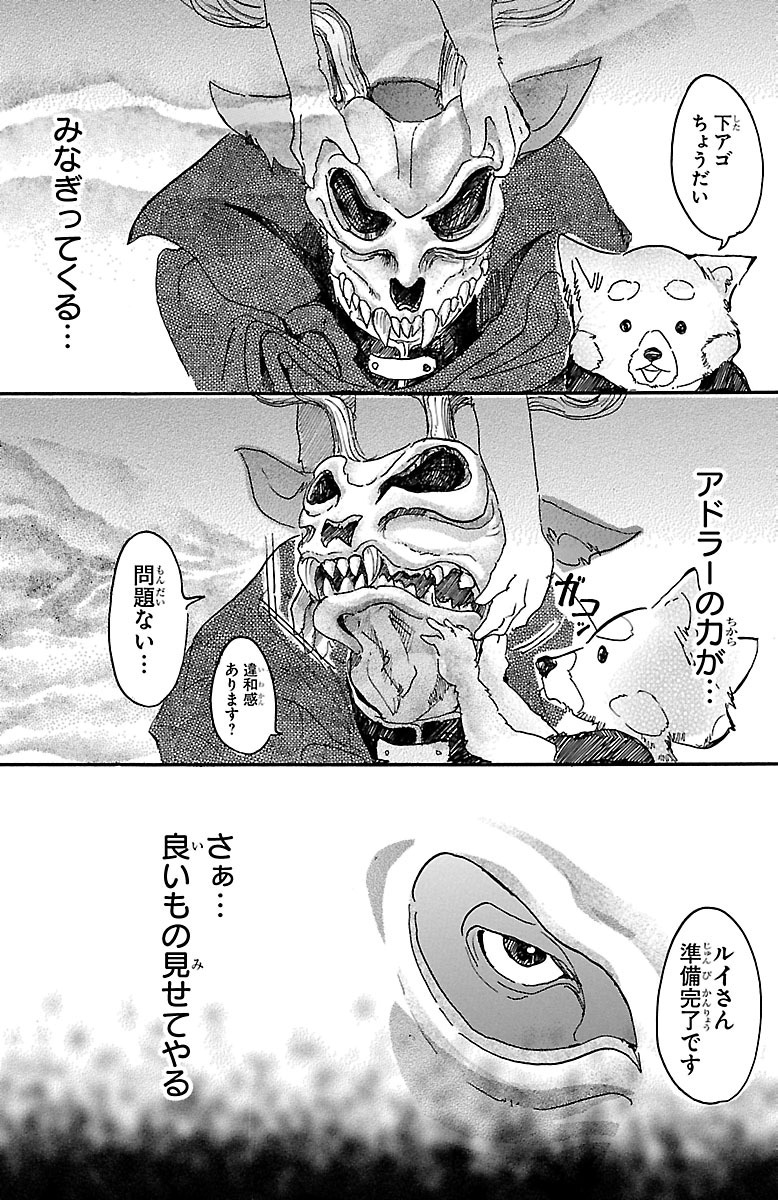 下アゴ
ちょうだい
みなぎってくる…
アドラーの力が…
ガコッ
違和感
あります?
問題ない…
ルイさん
準備完了です
さぁ…
良いもの見せてやる